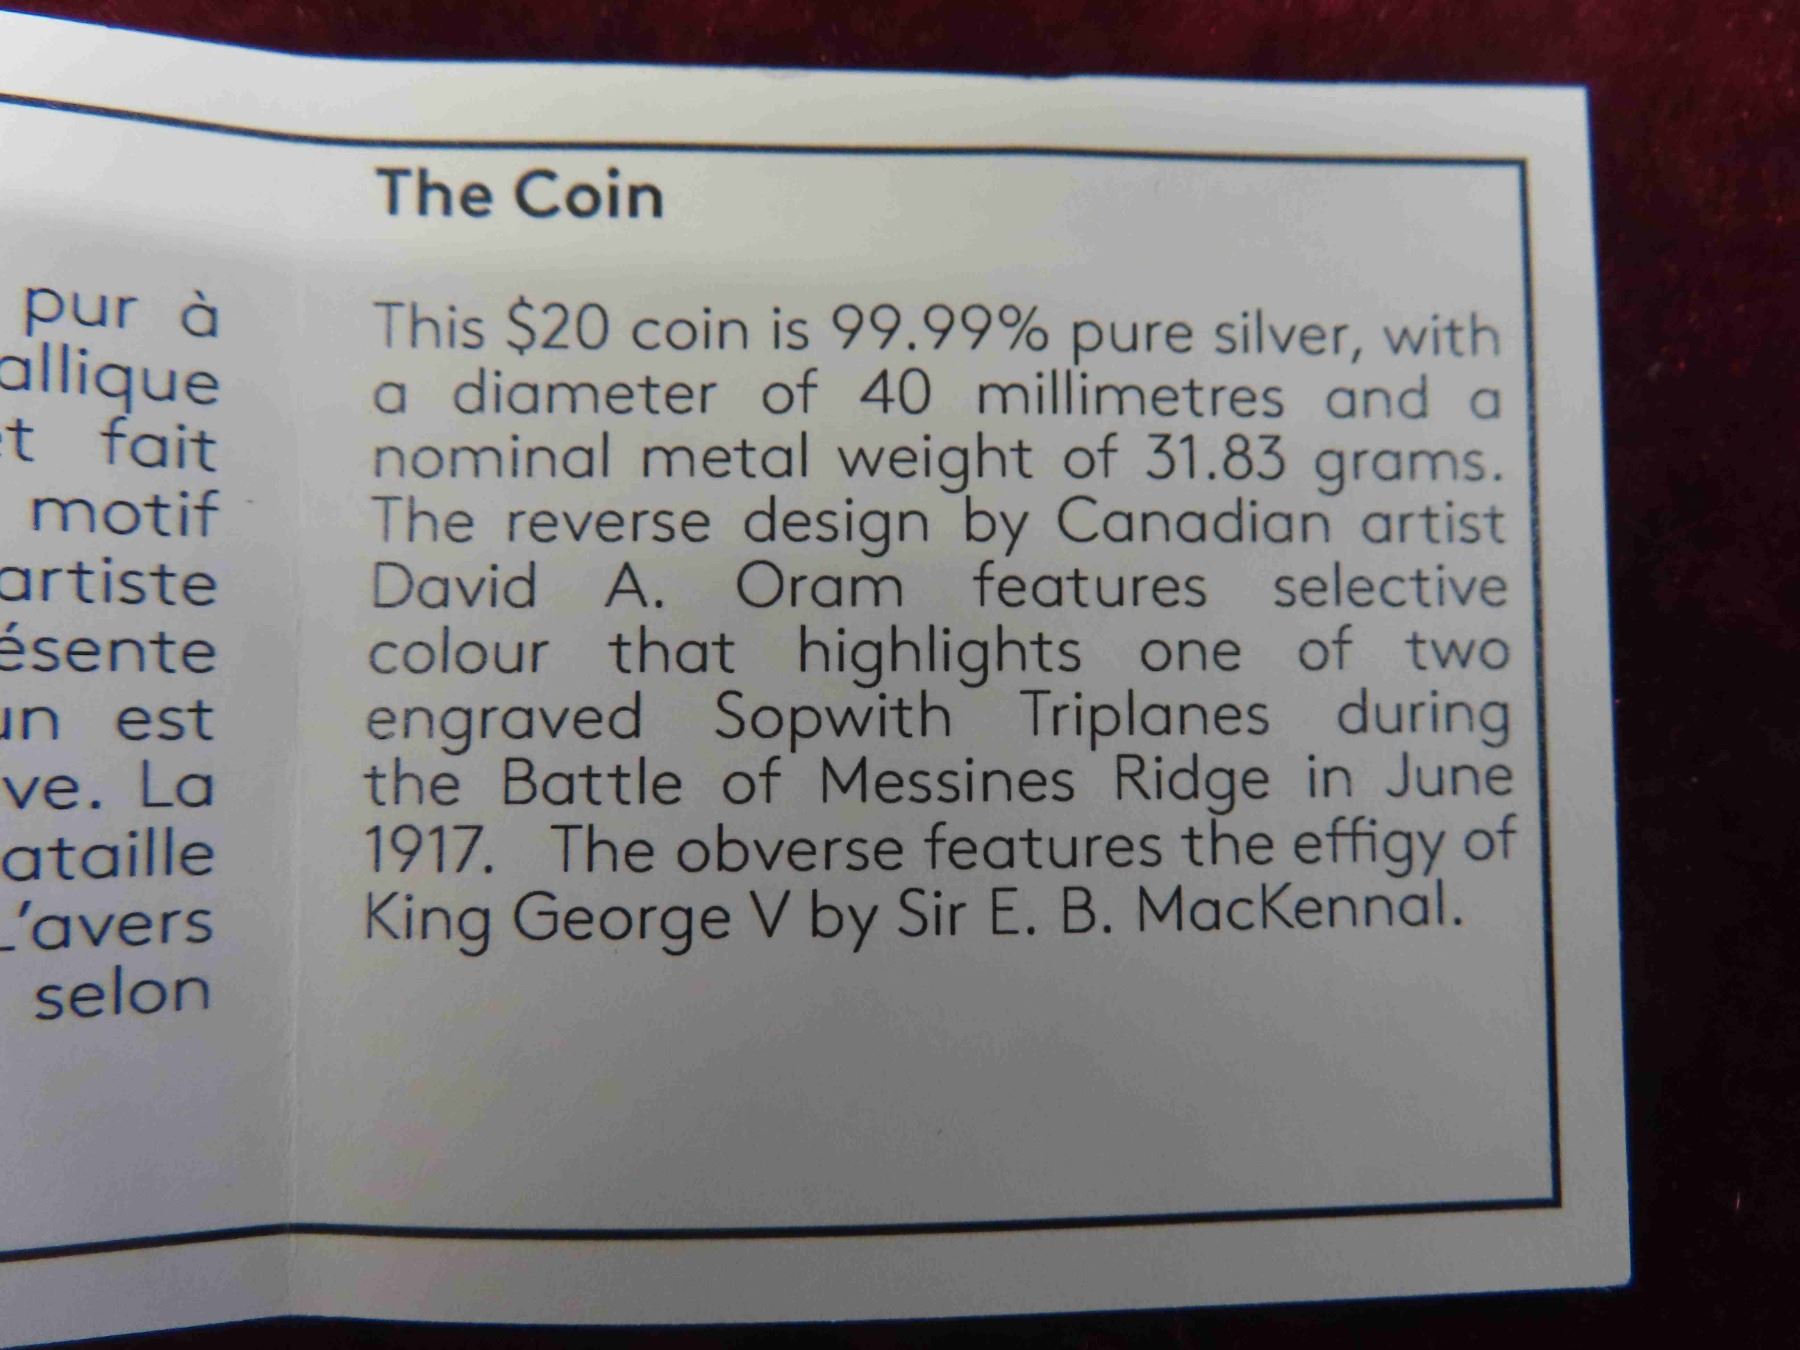 pur à
allique
et fait
motif
artiste
ésente
un est
ve. La
ataille
L'avers
selon
The Coin
This $20 coin is 99.99% pure silver, with
a diameter of 40 millimetres and a
nominal metal weight of 31.83 grams.
The reverse design by Canadian artist
David A. Oram features selective
colour that highlights one of two
engraved Sopwith Triplanes during
the Battle of Messines Ridge in June
1917. The obverse features the effigy of
King George V by Sir E. B. MacKennal.